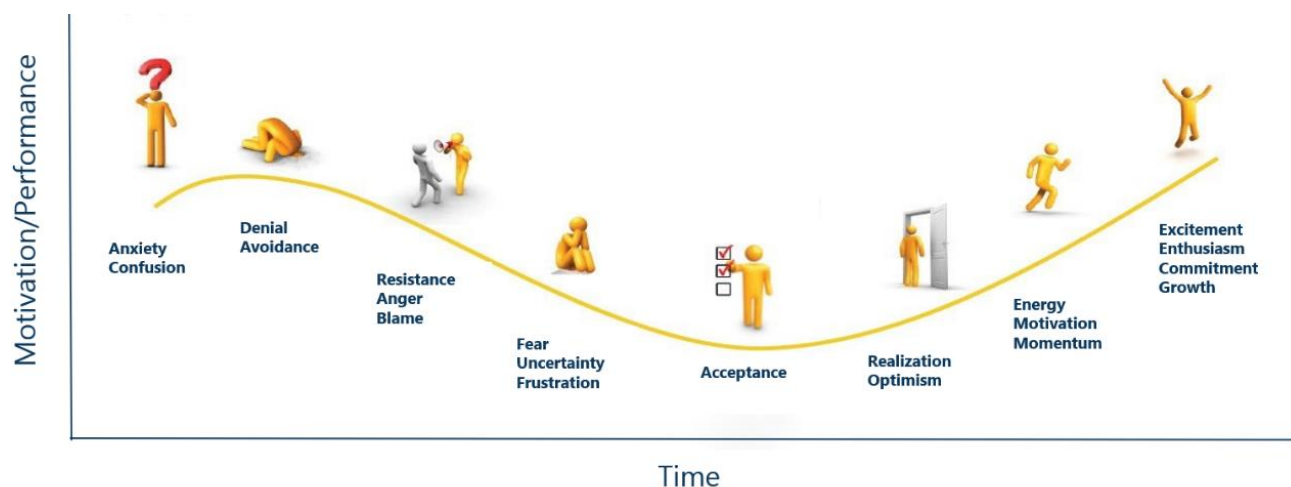 Motivation/Performance
Anxiety
Confusion
Denial
Avoidance
Resistance
Anger
Blame
Fear
Uncertainty
Frustration
Acceptance
Realization
Optimism
Energy
Motivation
Momentum
Excitement
Enthusiasm
Commitment
Growth
Time